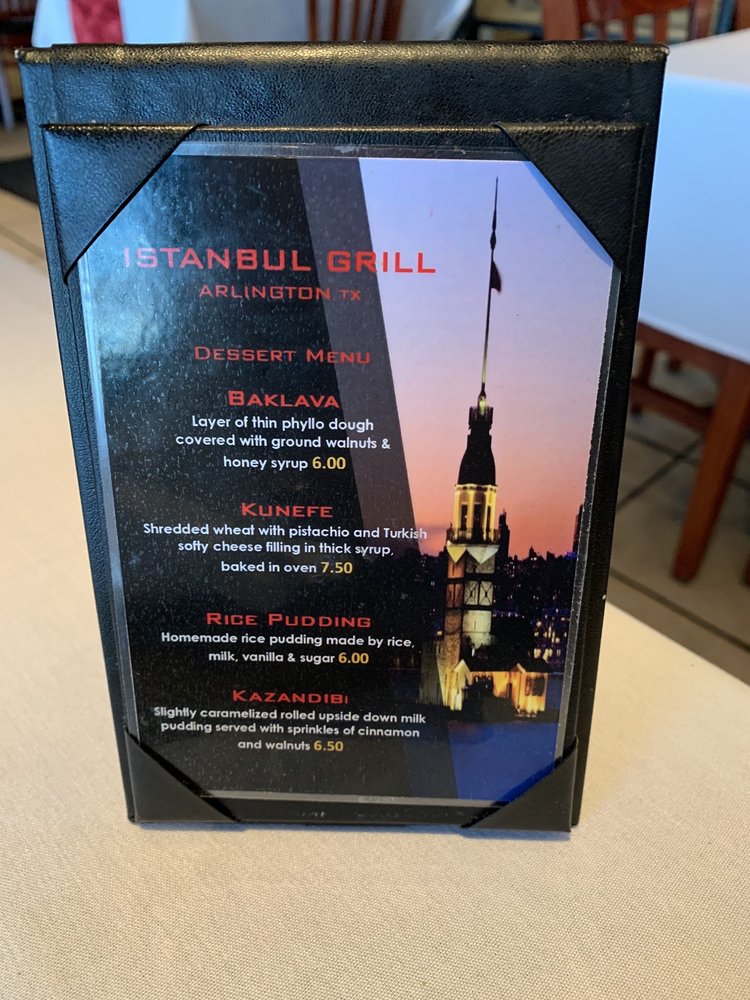 ISTANBUL GRILL
ARLINGTON TX
DESSERT MENU
BAKLAVA
Layer of thin phyllo dough
covered with ground walnuts &
honey syrup 6.00
KUNEFE
Shredded wheat with pistachio and Turkish
softy cheese filling in thick syrup,
baked in oven 7.50
RICE PUDDING
Homemade rice pudding made by rice,
milk, vanilla & sugar 6.00
KAZANDIBI
Slightly caramelized rolled upside down milk
pudding served with sprinkles of cinnamon
and walnuts 6.50